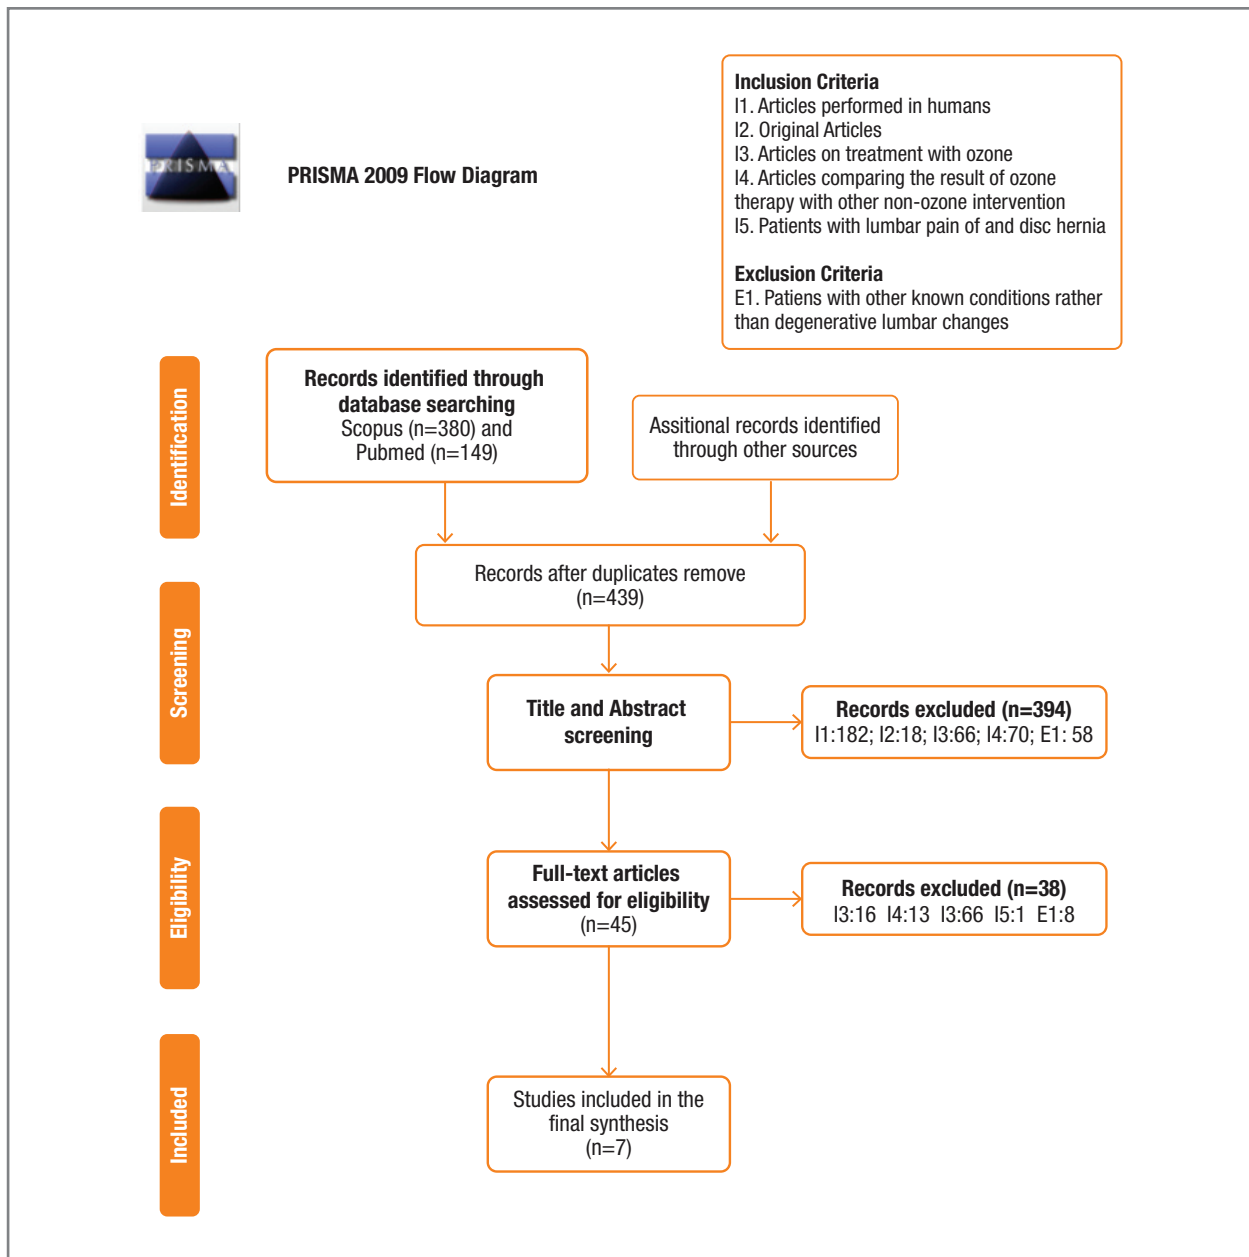 PRISMA
PRISMA 2009 Flow Diagram
Inclusion Criteria
I1. Articles performed in humans
I2. Original Articles
I3. Articles on treatment with ozone
I4. Articles comparing the result of ozone
therapy with other non-ozone intervention
I5. Patients with lumbar pain of and disc hernia
Exclusion Criteria
E1. Patiens with other known conditions rather
than degenerative lumbar changes
Identification
Records identified through
database searching
Scopus (n=380) and
Pubmed (n=149)
Assitional records identified
through other sources
Records after duplicates remove
(n=439)
Screening
Title and Abstract
screening
Records excluded (n=394)
I1:182; I2:18; I3:66; I4:70; E1: 58
Eligibility
Full-text articles
assessed for eligibility
(n=45)
Records excluded (n=38)
I3:16 I4:13 I3:66 I5:1 E1:8
Included
Studies included in the
final synthesis
(n=7)